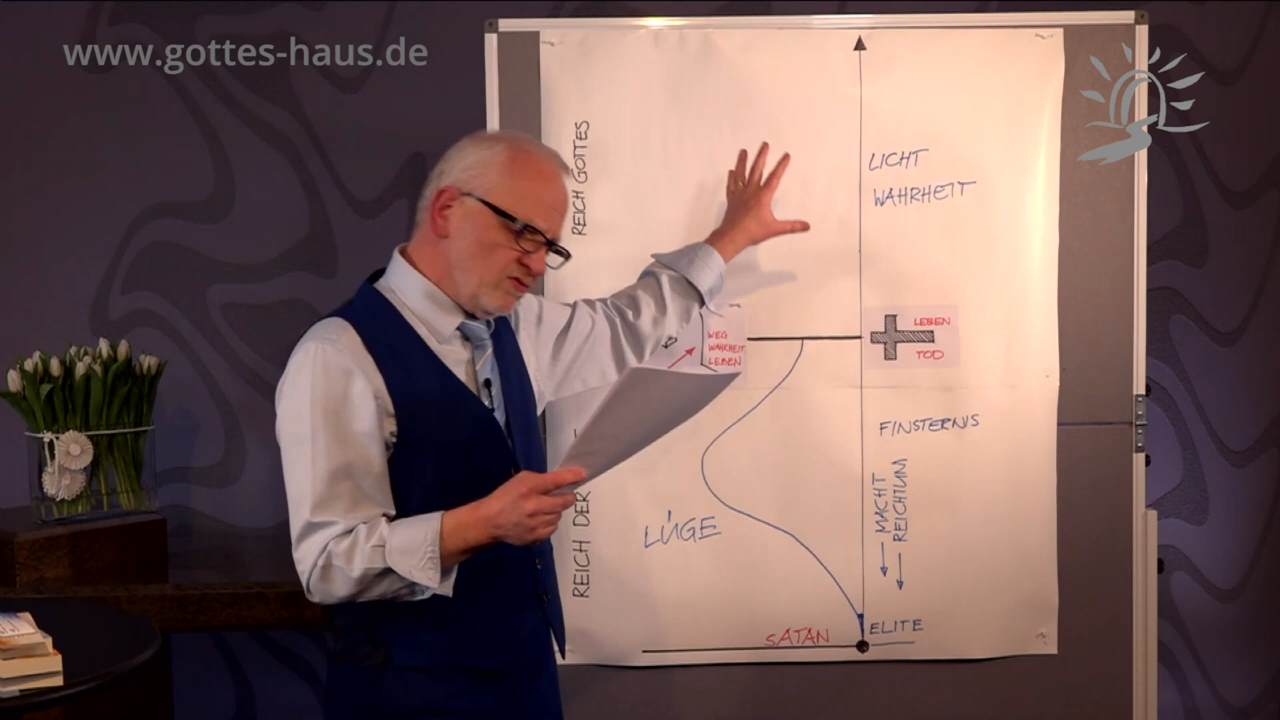 www.gottes-haus.de
REICH GOTTES
LICHT
WAHRHEIT
WEG
WAHRHEIT
LEBEN
LEBEN
TOD
FINSTERNIS
MACHT
REICHTUM
LÜGE
REICH DER
SATAN
ELITE